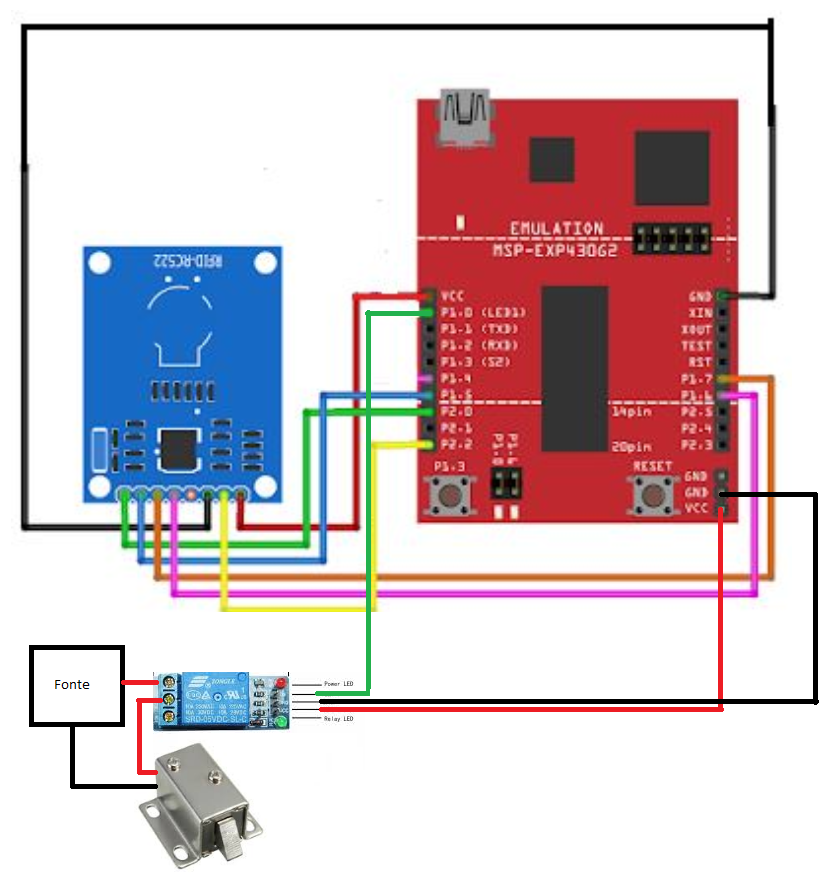 EMULATION
MSP-EXP430G2
RFID-RC522
VCC
P1.0 (LED1)
P1.1 (TXD)
P1.2 (RXD)
P1.3 (S2)
P1.4
P1.5
P2.0
P2.1
P2.2
GND
XIN
XOUT
TEST
RST
P1.7
P1.6
P2.5
P2.4
P2.3
14pin
20pin
P1.3
RESET
GND
GND
VCC
Fonte
SONGLE
SRD-05VDC-SL-C
Power LED
Relay LED